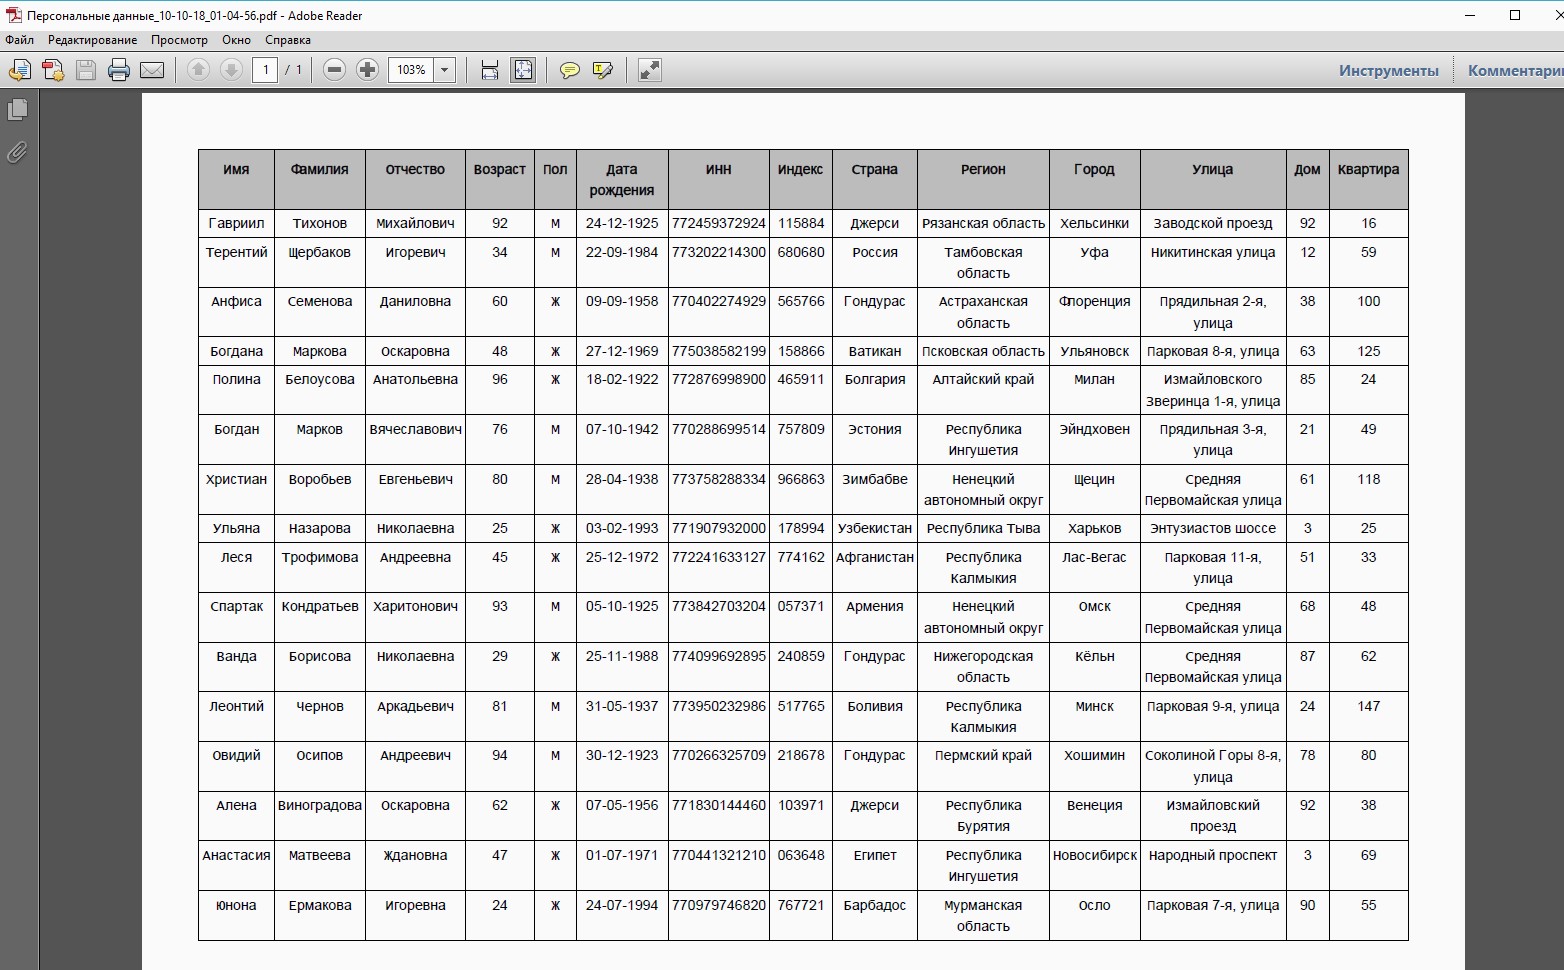 Персональные данные_10-10-18_01-04-56.pdf - Adobe Reader
Файл Редактирование Просмотр Окно Справка
1 / 1 103% Инструменты Комментарии
Имя Фамилия Отчество Возраст Пол Дата рождения ИНН Индекс Страна Регион Город Улица Дом Квартира
Гавриил Тихонов Михайлович 92 М 24-12-1925 772459372924 115884 Джерси Рязанская область Хельсинки Заводской проезд 92 16
Терентий Щербаков Игоревич 34 М 22-09-1984 773202214300 680680 Россия Тамбовская область Уфа Никитинская улица 12 59
Анфиса Семенова Даниловна 60 Ж 09-09-1958 770402274929 565766 Гондурас Астраханская область Флоренция Прядильная 2-я, улица 38 100
Богдана Маркова Оскаровна 48 Ж 27-12-1969 775038582199 158866 Ватикан Псковская область Ульяновск Парковая 8-я, улица 63 125
Полина Белоусова Анатольевна 96 Ж 18-02-1922 772876998900 465911 Болгария Алтайский край Милан Измайловского Зверинца 1-я, улица 85 24
Богдан Марков Вячеславович 76 М 07-10-1942 770288699514 757809 Эстония Республика Ингушетия Эйндховен Прядильная 3-я, улица 21 49
Христиан Воробьев Евгеньевич 80 М 28-04-1938 773758288334 966863 Зимбабве Ненецкий автономный округ Щецин Средняя Первомайская улица 61 118
Ульяна Назарова Николаевна 25 Ж 03-02-1993 771907932000 178994 Узбекистан Республика Тыва Харьков Энтузиастов шоссе 3 25
Леся Трофимова Андреевна 45 Ж 25-12-1972 772241633127 774162 Афганистан Республика Калмыкия Лас-Вегас Парковая 11-я, улица 51 33
Спартак Кондратьев Харитонович 93 М 05-10-1925 773842703204 057371 Армения Ненецкий автономный округ Омск Средняя Первомайская улица 68 48
Ванда Борисова Николаевна 29 Ж 25-11-1988 774099692895 240859 Гондурас Нижегородская область Кёльн Средняя Первомайская улица 87 62
Леонтий Чернов Аркадьевич 81 М 31-05-1937 773950232986 517765 Боливия Республика Калмыкия Минск Парковая 9-я, улица 24 147
Овидий Осипов Андреевич 94 М 30-12-1923 770266325709 218678 Гондурас Пермский край Хошимин Соколиной Горы 8-я, улица 78 80
Алена Виноградова Оскаровна 62 Ж 07-05-1956 771830144460 103971 Джерси Республика Бурятия Венеция Измайловский проезд 92 38
Анастасия Матвеева Ждановна 47 Ж 01-07-1971 770441321210 063648 Египет Республика Ингушетия Новосибирск Народный проспект 3 69
Юнона Ермакова Игоревна 24 Ж 24-07-1994 770979746820 767721 Барбадос Мурманская область Осло Парковая 7-я, улица 90 55